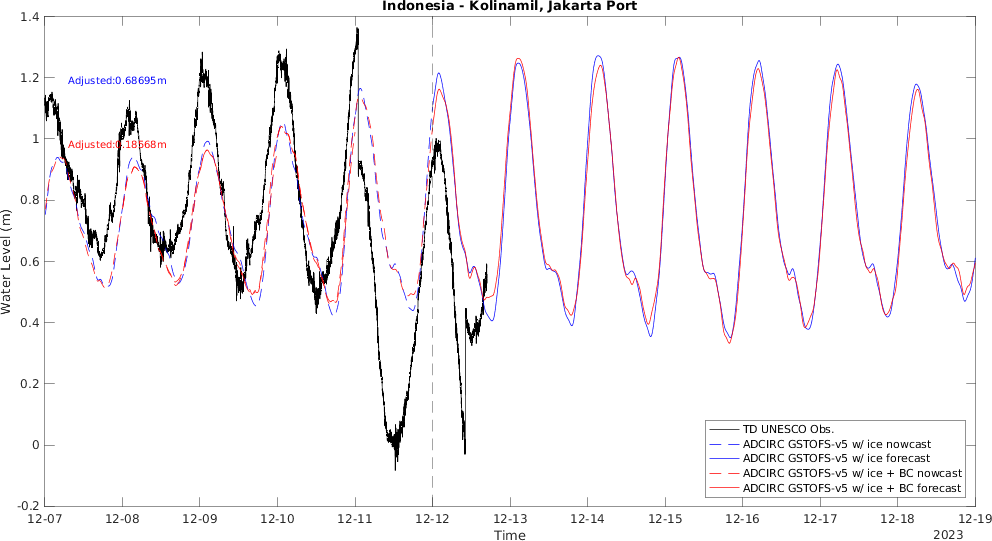 Indonesia - Kolinamil, Jakarta Port
1.4
1.2
1
0.8
0.6
0.4
0.2
0
-0.2
Water Level (m)
Adjusted:0.68695m
Adjusted:0.18668m
TD UNESCO Obs.
ADCIRC GSTOFS-v5 w/ ice nowcast
ADCIRC GSTOFS-v5 w/ ice forecast
ADCIRC GSTOFS-v5 w/ ice + BC nowcast
ADCIRC GSTOFS-v5 w/ ice + BC forecast
12-07 12-08 12-09 12-10 12-11 12-12 12-13 12-14 12-15 12-16 12-17 12-18 12-19
Time
2023